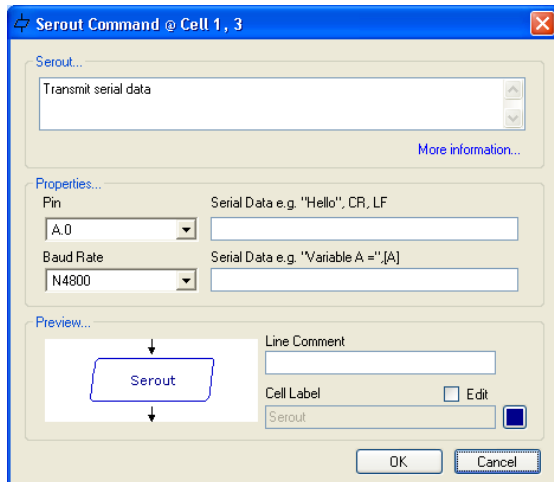 Serout Command @ Cell 1, 3
Serout...
Transmit serial data
More information...
Properties...
Pin
Serial Data e.g. "Hello", CR, LF
A.0
Baud Rate
Serial Data e.g. "Variable A =",[A]
N4800
Preview...
Line Comment
Serout
Cell Label
Edit
Serout
OK
Cancel